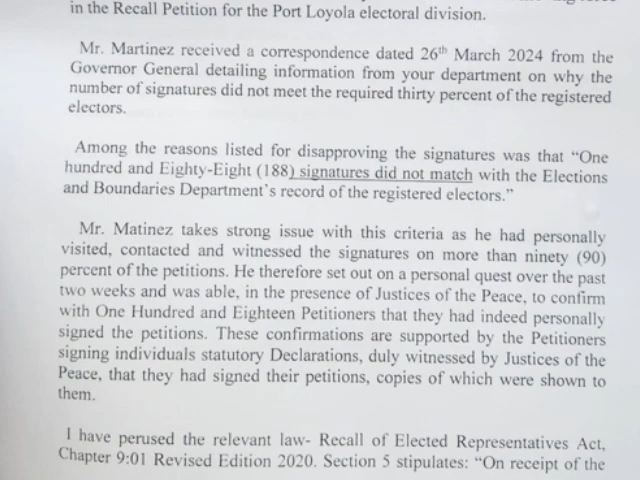 in the Recall Petition for the Port Loyola electoral division.
Mr. Martinez received a correspondence dated 26th March 2024 from the
Governor General detailing information from your department on why the
number of signatures did not meet the required thirty percent of the registered
electors.
Among the reasons listed for disapproving the signatures was that “One
hundred and Eighty-Eight (188) signatures did not match with the Elections
and Boundaries Department’s record of the registered electors.”
Mr. Matinez takes strong issue with this criteria as he had personally
visited, contacted and witnessed the signatures on more than ninety (90)
percent of the petitions. He therefore set out on a personal quest over the past
two weeks and was able, in the presence of Justices of the Peace, to confirm
with One Hundred and Eighteen Petitioners that they had indeed personally
signed the petitions. These confirmations are supported by the Petitioners
signing individuals statutory Declarations, duly witnessed by Justices of the
Peace, that they had signed their petitions, copies of which were shown to
them.
I have perused the relevant law- Recall of Elected Representatives Act,
Chapter 9:01 Revised Edition 2020. Section 5 stipulates: “On receipt of the